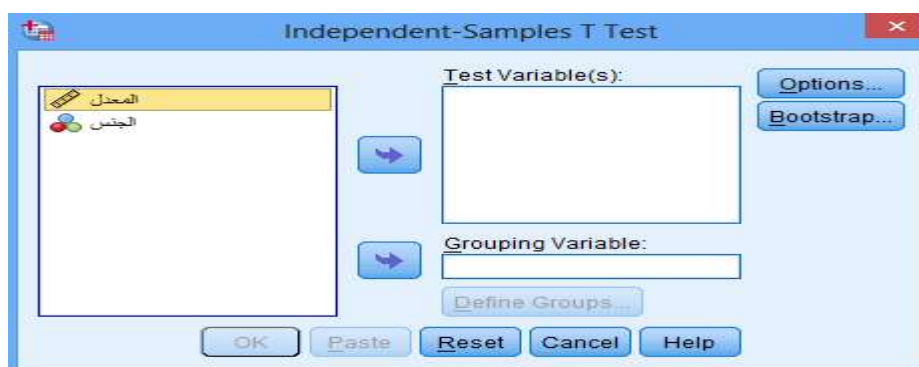 Independent-Samples T Test
المعدل
الجنس
Test Variable(s):
Grouping Variable:
Define Groups...
Options...
Bootstrap...
OK Paste Reset Cancel Help